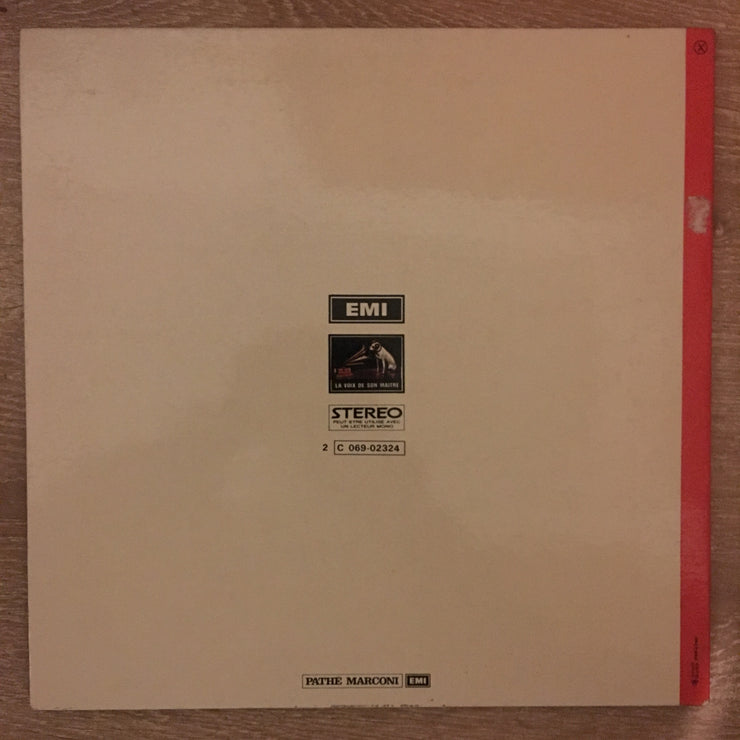 EMI
LA VOIX DE SON MAITRE
STEREO
PEUT ETRE UTILISE AVEC
UN LECTEUR MONO
2 C 069-02324
PATHE MARCONI EMI